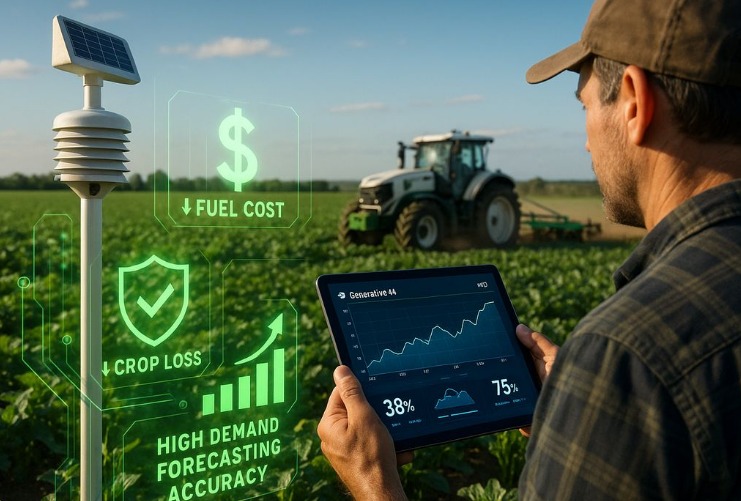 $
↓ FUEL COST
↓ CROP LOSS
HIGH DEMAND
FORECASTING
ACCURACY
Generative 44
38%
75%